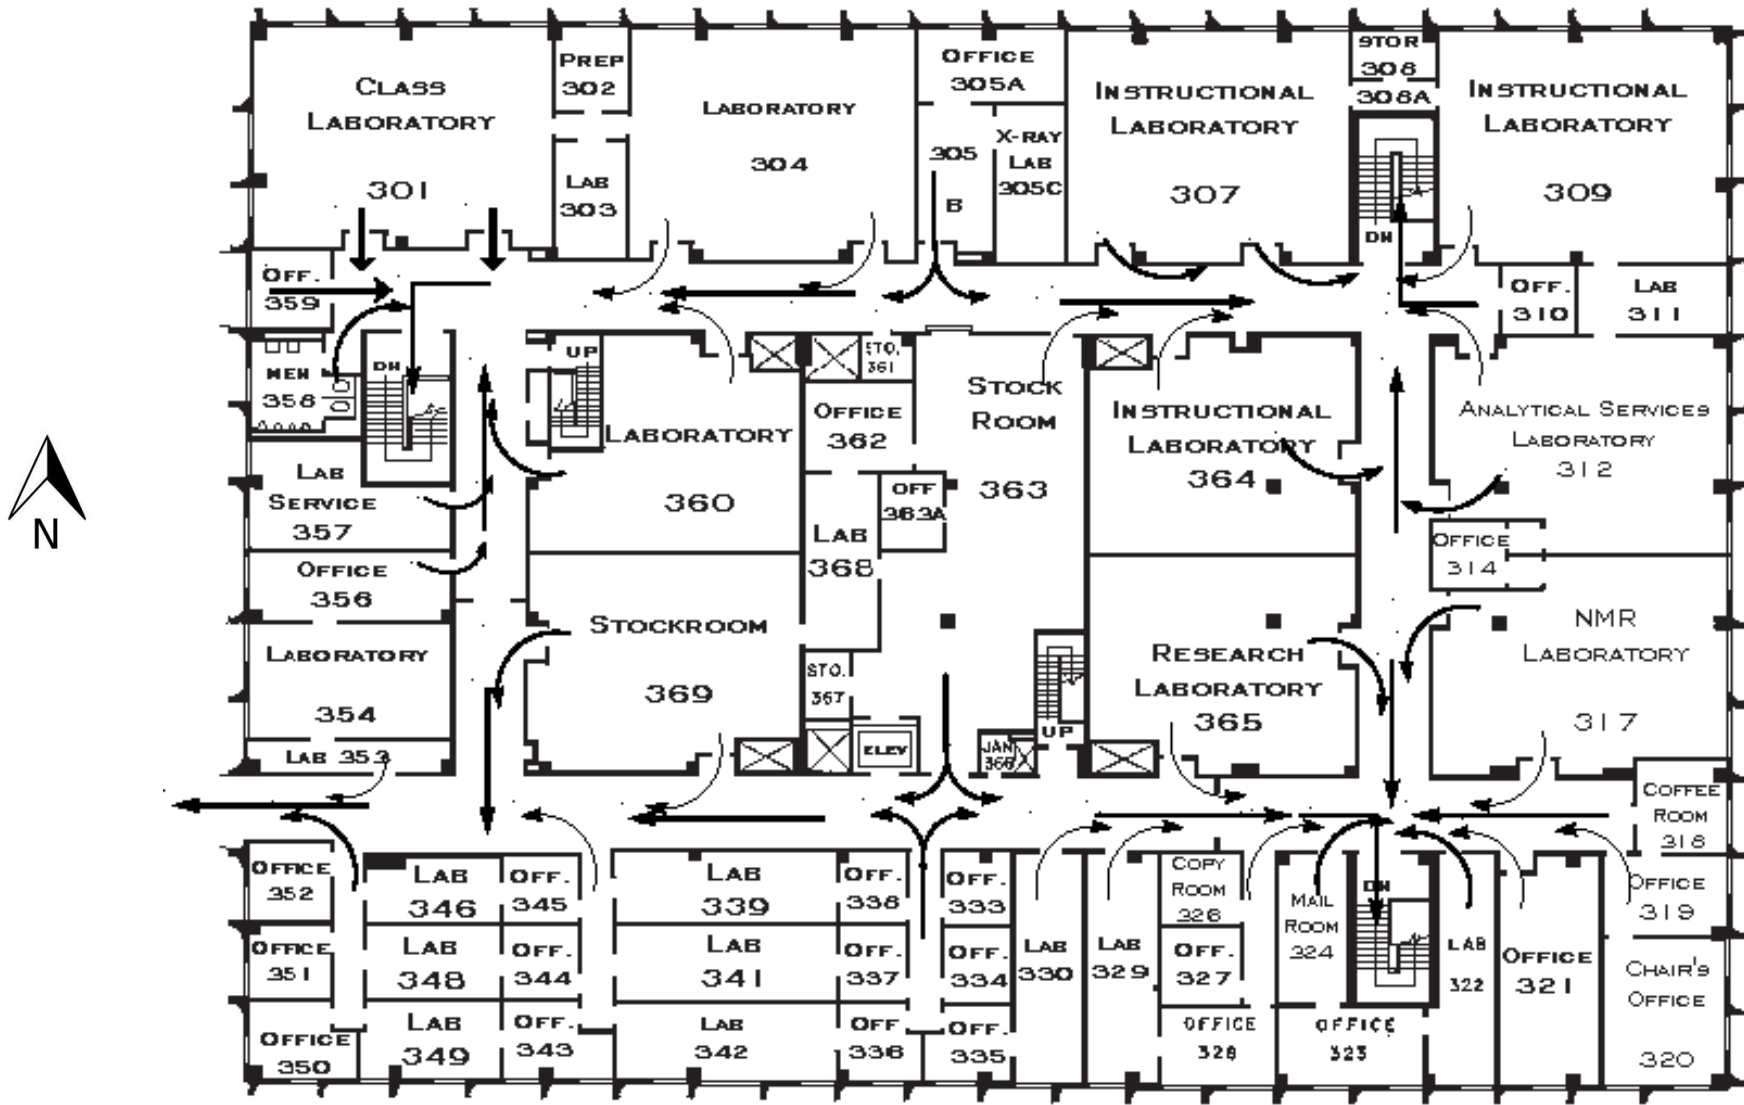 CLASS
LABORATORY
301
PREP
302
LAB
303
LABORATORY
304
OFFICE
305A
305
B
X-RAY
LAB
305C
INSTRUCTIONAL
LABORATORY
307
STOR
308
308A
DN
INSTRUCTIONAL
LABORATORY
309
OFF.
359
OFF.
310
LAB
311
MEN
358
DN
UP
LABORATORY
360
STO.
361
OFFICE
362
STOCK
ROOM
363
OFF
363A
LAB
368
INSTRUCTIONAL
LABORATORY
364
ANALYTICAL SERVICES
LABORATORY
312
N
LAB
SERVICE
357
OFFICE
356
OFFICE
314
LABORATORY
354
LAB 353
STOCKROOM
369
STO.
367
ELEV
JAN
366
UP
RESEARCH
LABORATORY
365
NMR
LABORATORY
317
COFFEE
ROOM
318
OFFICE
352
LAB
346
OFF.
345
LAB
339
OFF.
338
OFF.
333
COPY
ROOM
326
MAIL
ROOM
324
DN
OFFICE
319
OFFICE
351
LAB
348
OFF.
344
LAB
341
OFF.
337
OFF.
334
LAB
330
LAB
329
OFF.
327
LAB
322
OFFICE
321
CHAIR'S
OFFICE
320
OFFICE
350
LAB
349
OFF.
343
LAB
342
OFF
336
OFF.
335
OFFICE
328
OFFICE
323